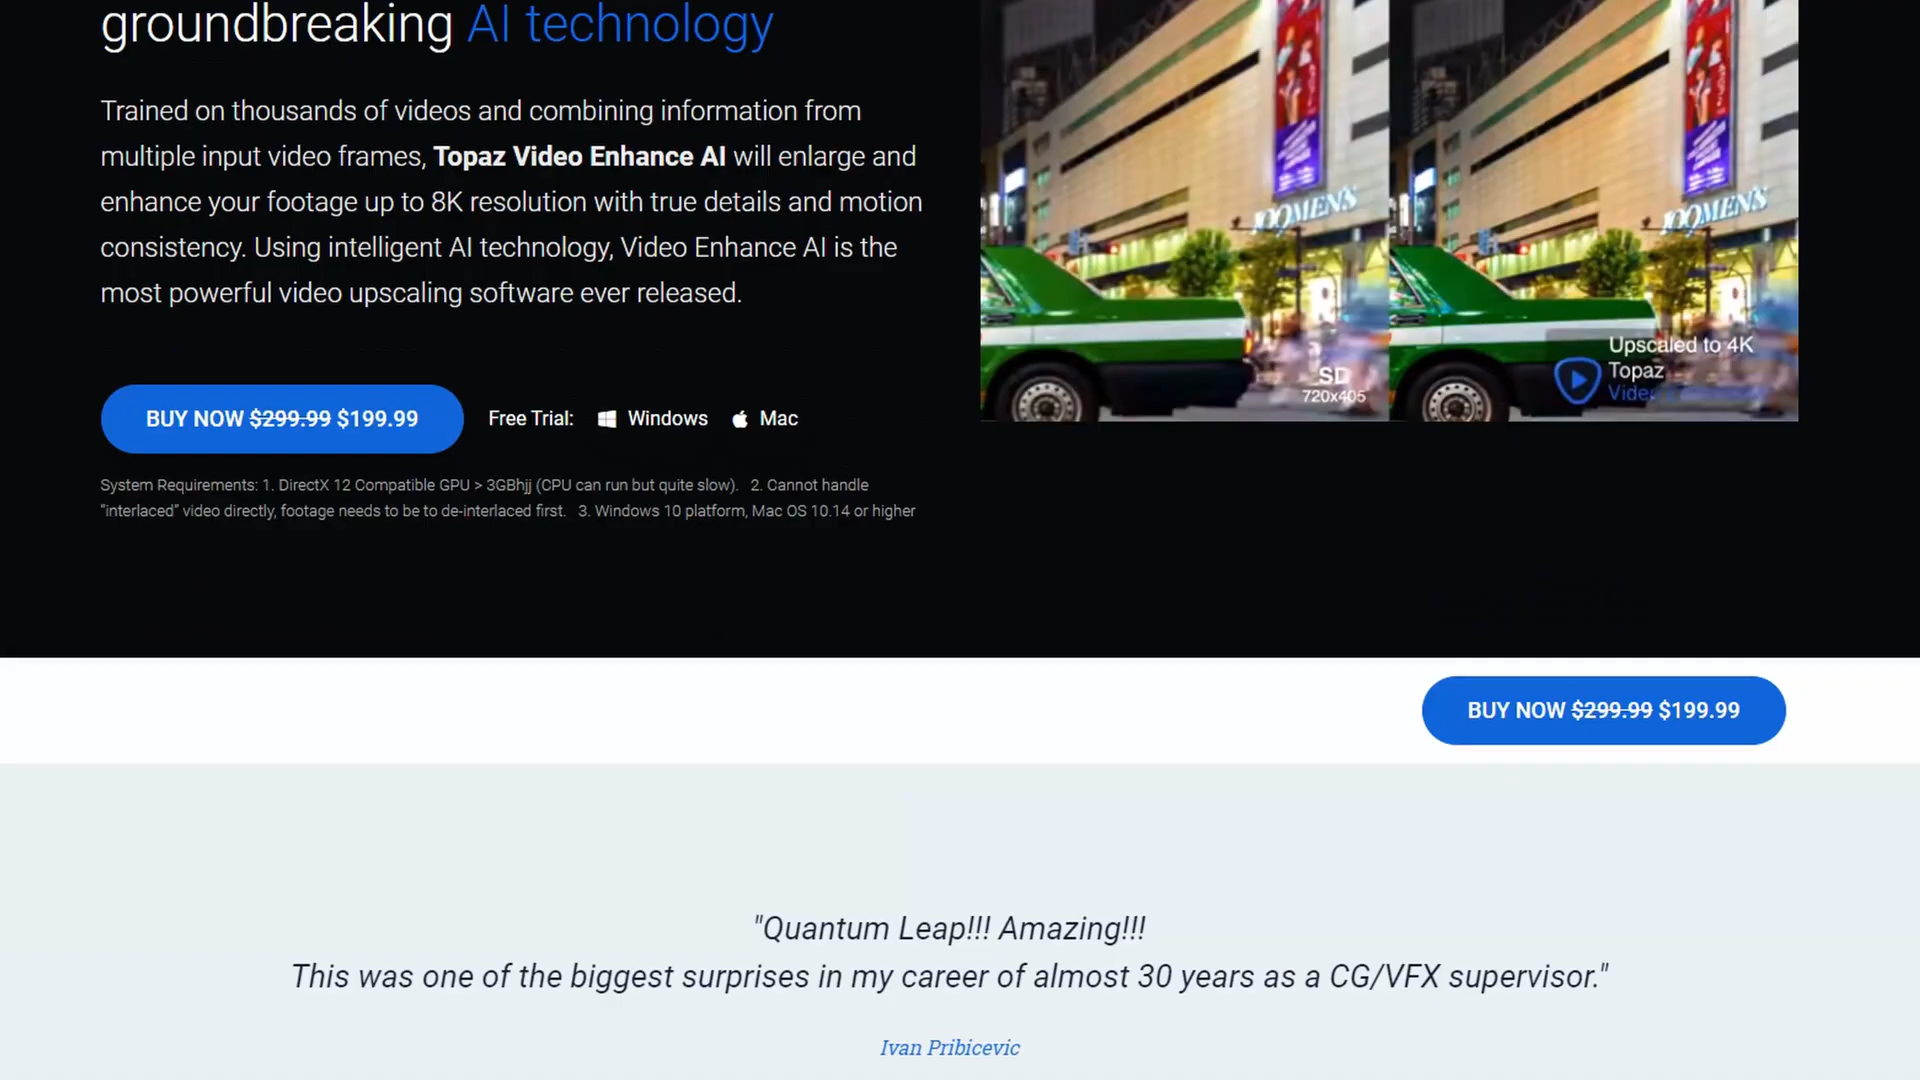 groundbreaking AI technology
Trained on thousands of videos and combining information from
multiple input video frames, Topaz Video Enhance AI will enlarge and
enhance your footage up to 8K resolution with true details and motion
consistency. Using intelligent AI technology, Video Enhance AI is the
most powerful video upscaling software ever released.
BUY NOW $299.99 $199.99
Free Trial: Windows Mac
System Requirements: 1. DirectX 12 Compatible GPU > 3GBhjj (CPU can run but quite slow). 2. Cannot handle
"interlaced" video directly, footage needs to be to de-interlaced first. 3. Windows 10 platform, Mac OS 10.14 or higher
JOQMEN'S
SD
720x405
JOQMEN'S
Upscaled to 4K
Topaz
Video
BUY NOW $299.99 $199.99
"Quantum Leap!!! Amazing!!!
This was one of the biggest surprises in my career of almost 30 years as a CG/VFX supervisor."
Ivan Pribicevic